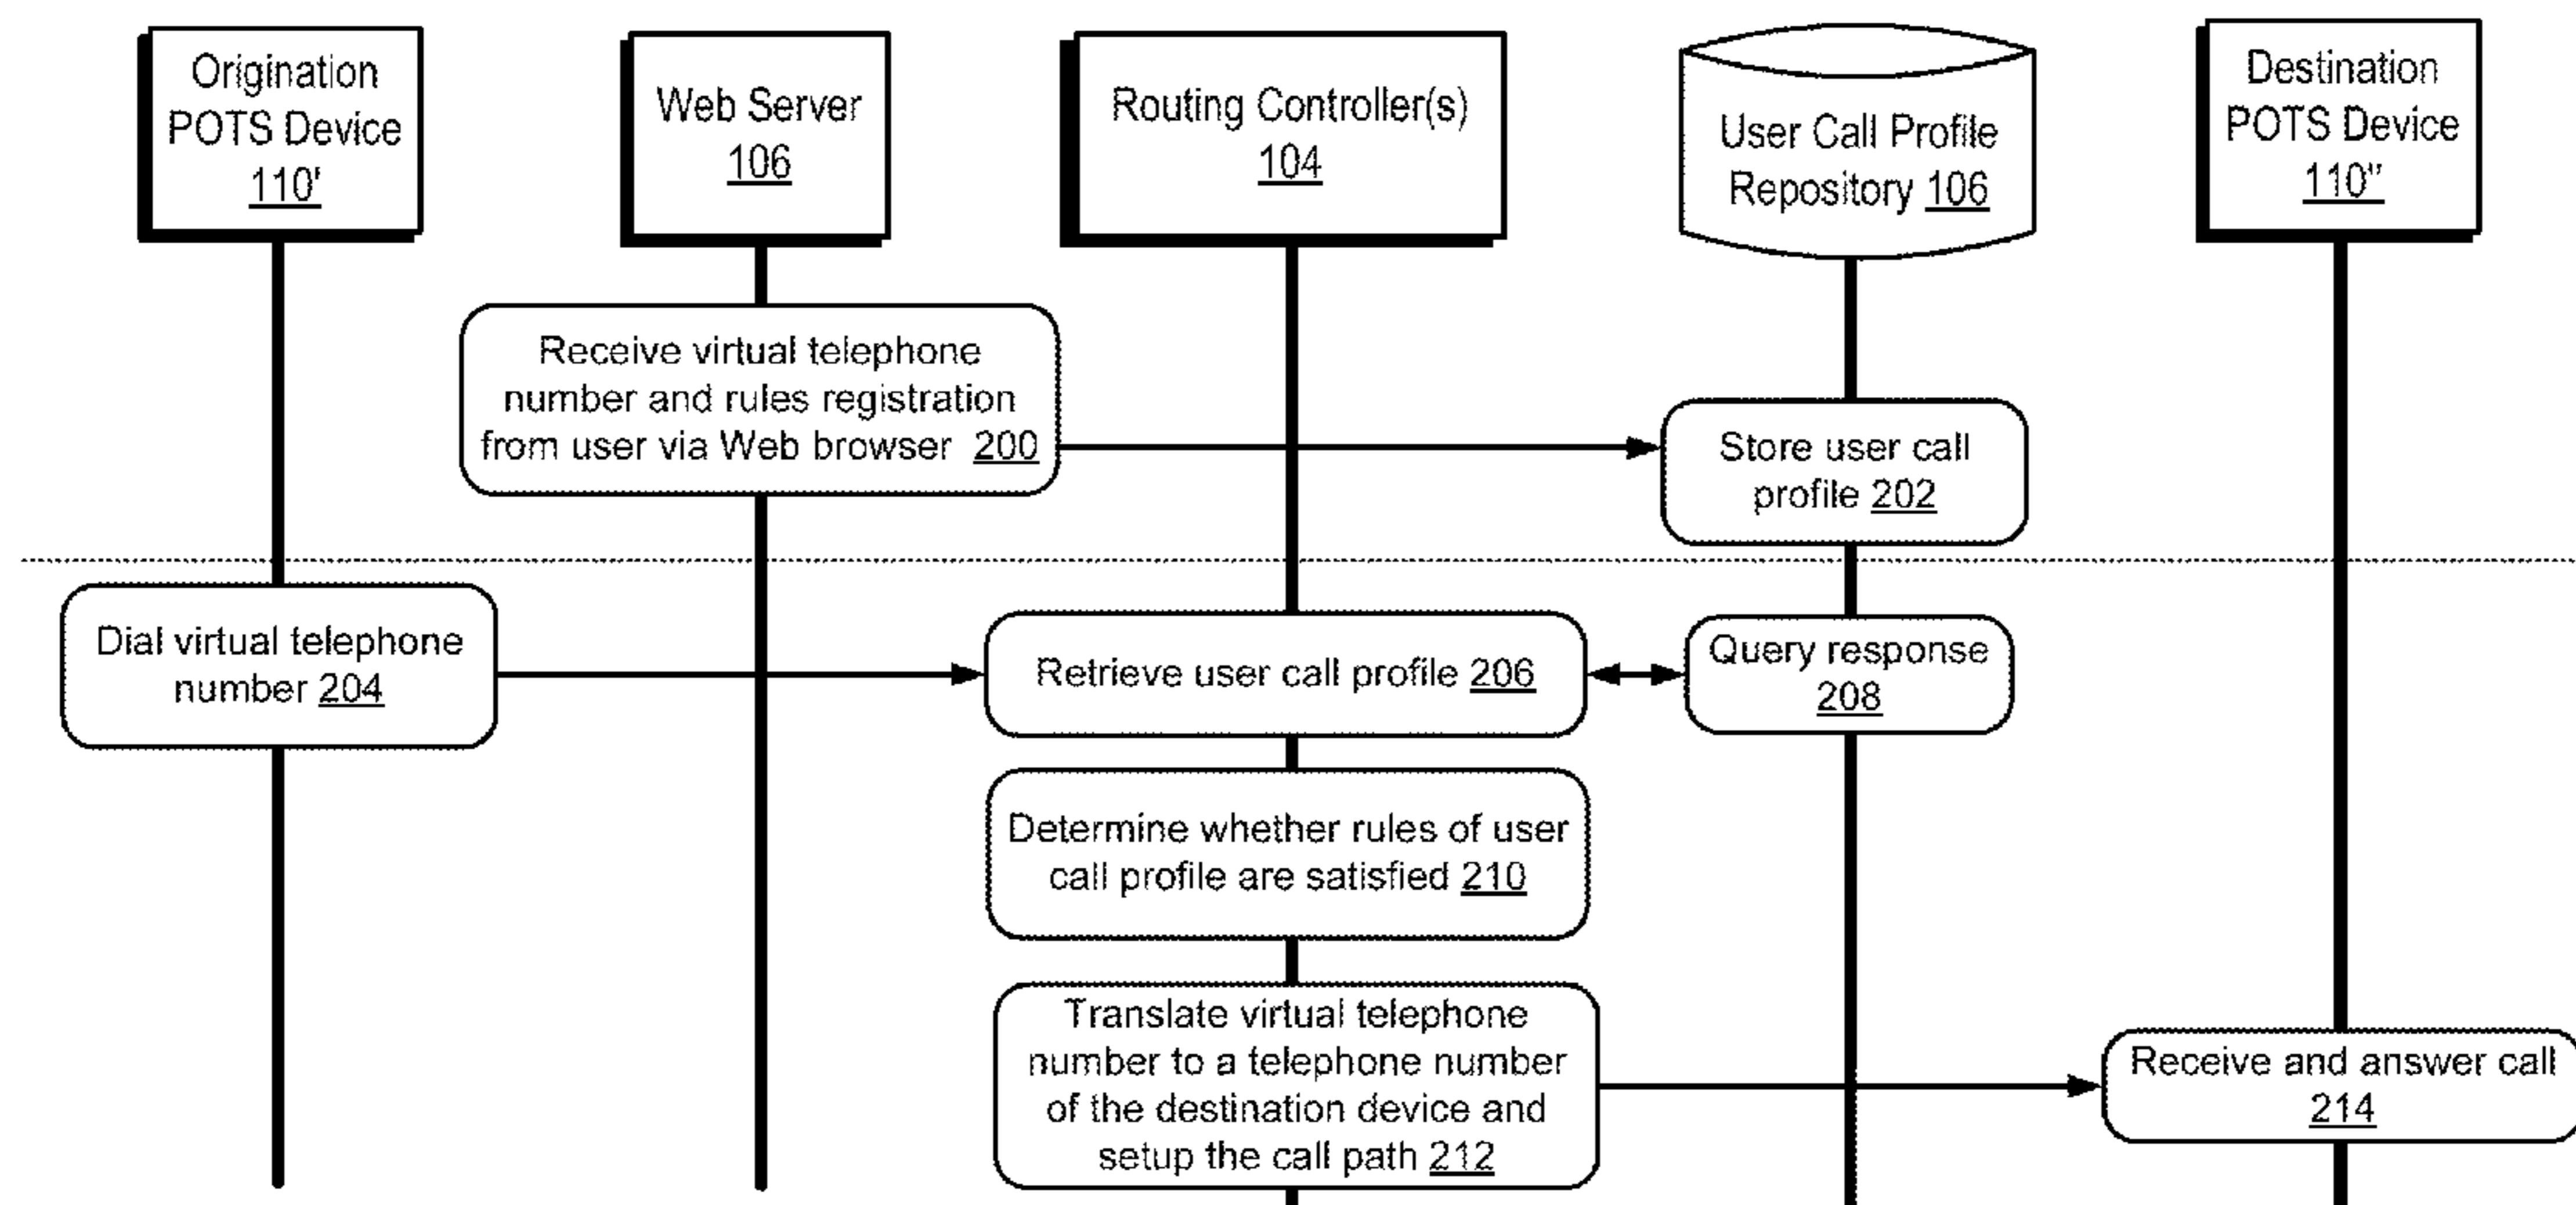 Origination
POTS Device
110'
Web Server
106
Routing Controller(s)
104
User Call Profile
Repository 106
Destination
POTS Device
110"
Receive virtual telephone
number and rules registration
from user via Web browser 200
Store user call
profile 202
Dial virtual telephone
number 204
Retrieve user call profile 206
Query response
208
Determine whether rules of user
call profile are satisfied 210
Translate virtual telephone
number to a telephone number
of the destination device and
setup the call path 212
Receive and answer call
214